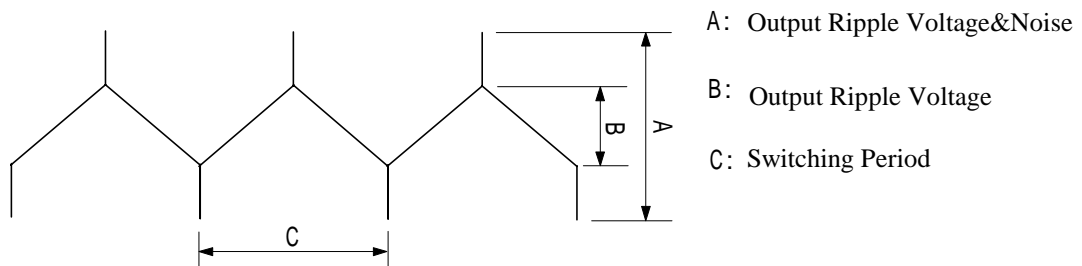 A: Output Ripple Voltage&Noise
B: Output Ripple Voltage
C: Switching Period
B
A
C